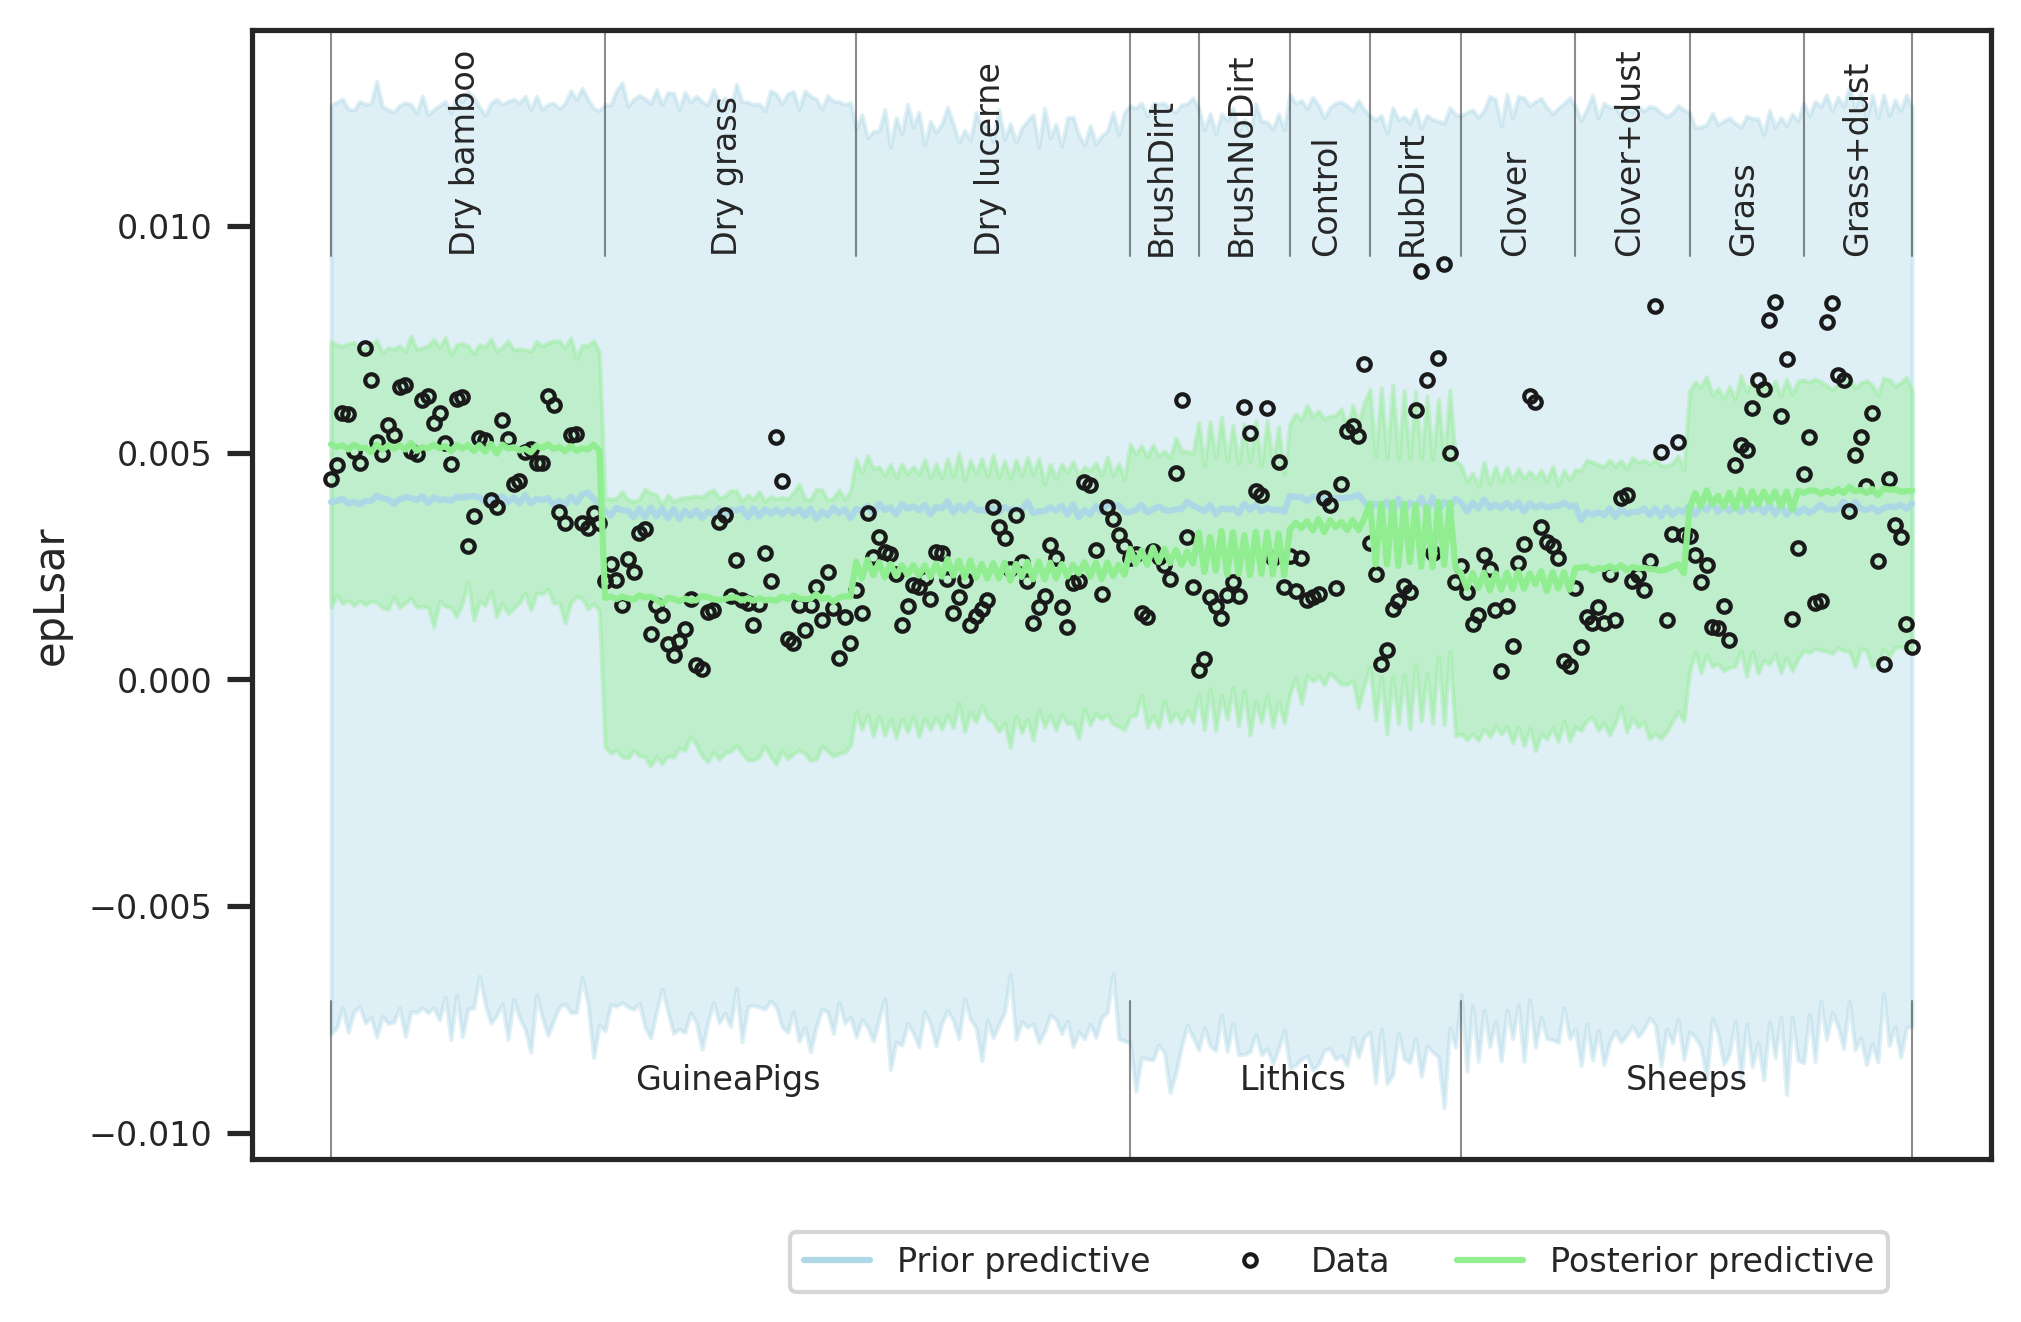 Dry bamboo
Dry grass
Dry lucerne
BrushDirt
BrushNoDirt
Control
RubDirt
Clover
Clover+dust
Grass
Grass+dust
epLsar
0.010
0.005
0.000
−0.005
−0.010
GuineaPigs
Lithics
Sheeps
Prior predictive
Data
Posterior predictive